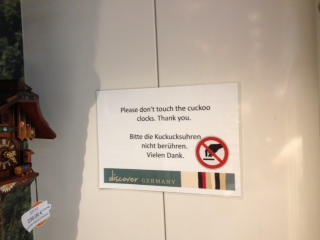 Please don't touch the cuckoo
clocks. Thank you.
Bitte die Kuckucksuhren
nicht berühren.
Vielen Dank.
discover GERMANY